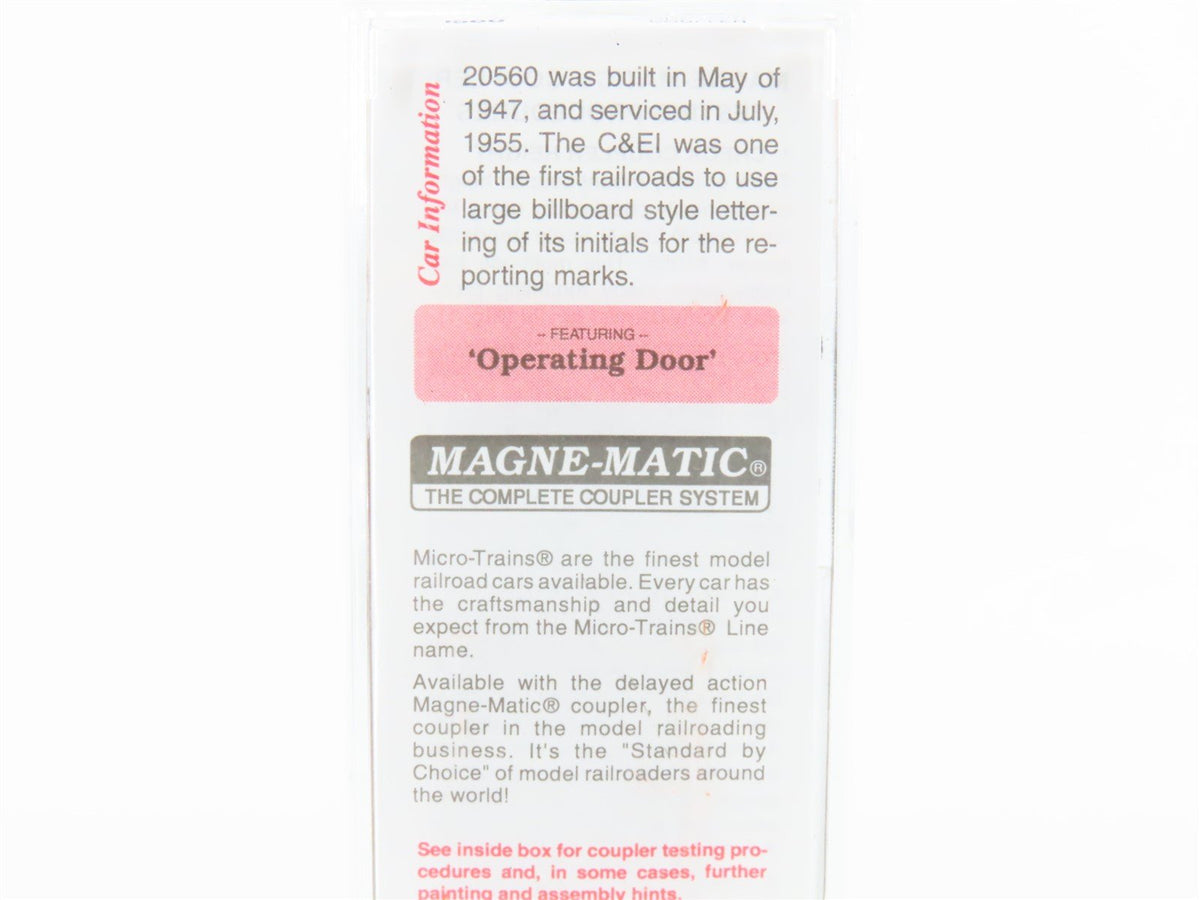 Car Information
20560 was built in May of
1947, and serviced in July,
1955. The C&EI was one
of the first railroads to use
large billboard style letter-
ing of its initials for the re-
porting marks.
-- FEATURING --
'Operating Door'
MAGNE-MATIC®
THE COMPLETE COUPLER SYSTEM
Micro-Trains® are the finest model
railroad cars available. Every car has
the craftsmanship and detail you
expect from the Micro-Trains® Line
name.
Available with the delayed action
Magne-Matic® coupler, the finest
coupler in the model railroading
business. It's the "Standard by
Choice" of model railroaders around
the world!
See inside box for coupler testing pro-
cedures and, in some cases, further
painting and assembly hints.